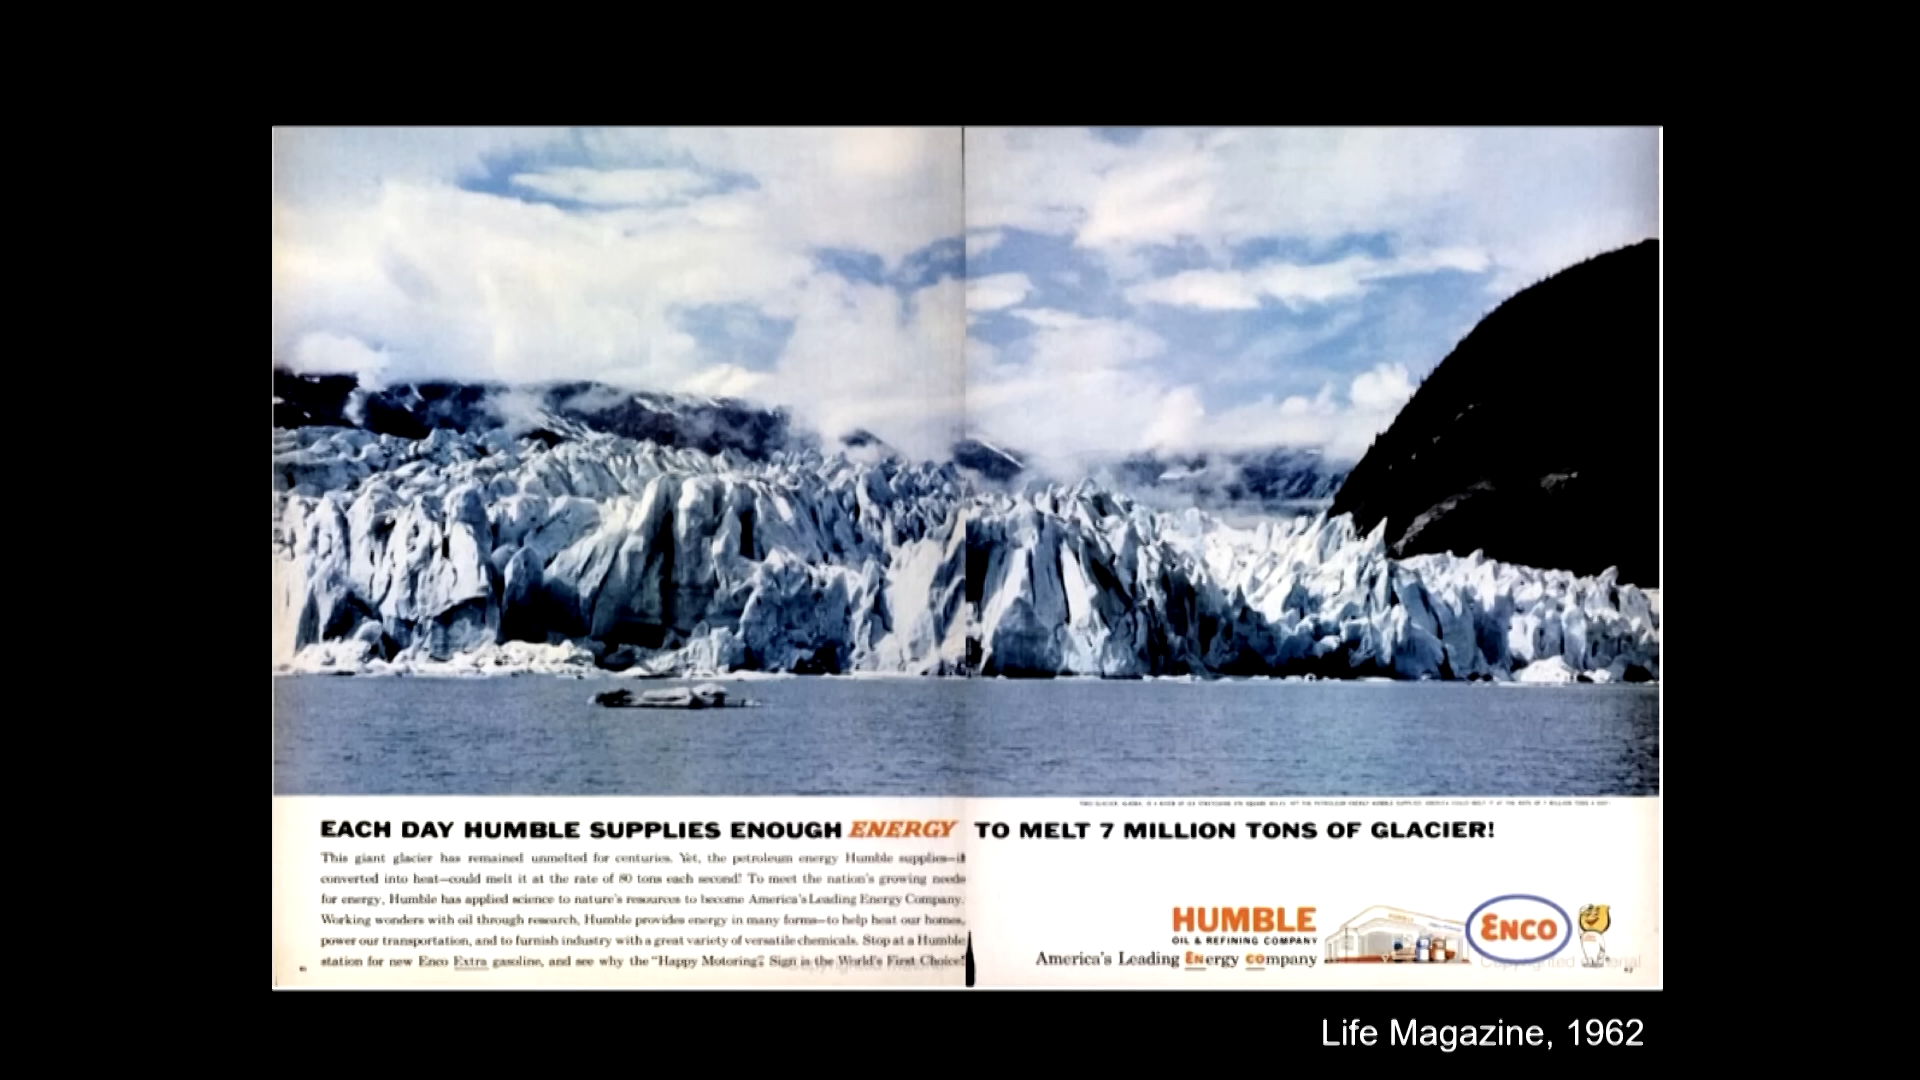 EACH DAY HUMBLE SUPPLIES ENOUGH ENERGY TO MELT 7 MILLION TONS OF GLACIER!
This giant glacier has remained unmelted for centuries. Yet, the petroleum energy Humble supplies—if
converted into heat—could melt it at the rate of 80 tons each second! To meet the nation's growing needs
for energy, Humble has applied science to nature's resources to become America's Leading Energy Company.
Working wonders with oil through research, Humble provides energy in many forms—to help heat our homes,
power our transportation, and to furnish industry with a great variety of versatile chemicals. Stop at a Humble
station for new Enco Extra gasoline, and see why the "Happy Motoring" Sign is the World's First Choice!
HUMBLE
OIL & REFINING COMPANY
America's Leading ENergy COmpany
ENCO
Copyrighted material
Life Magazine, 1962